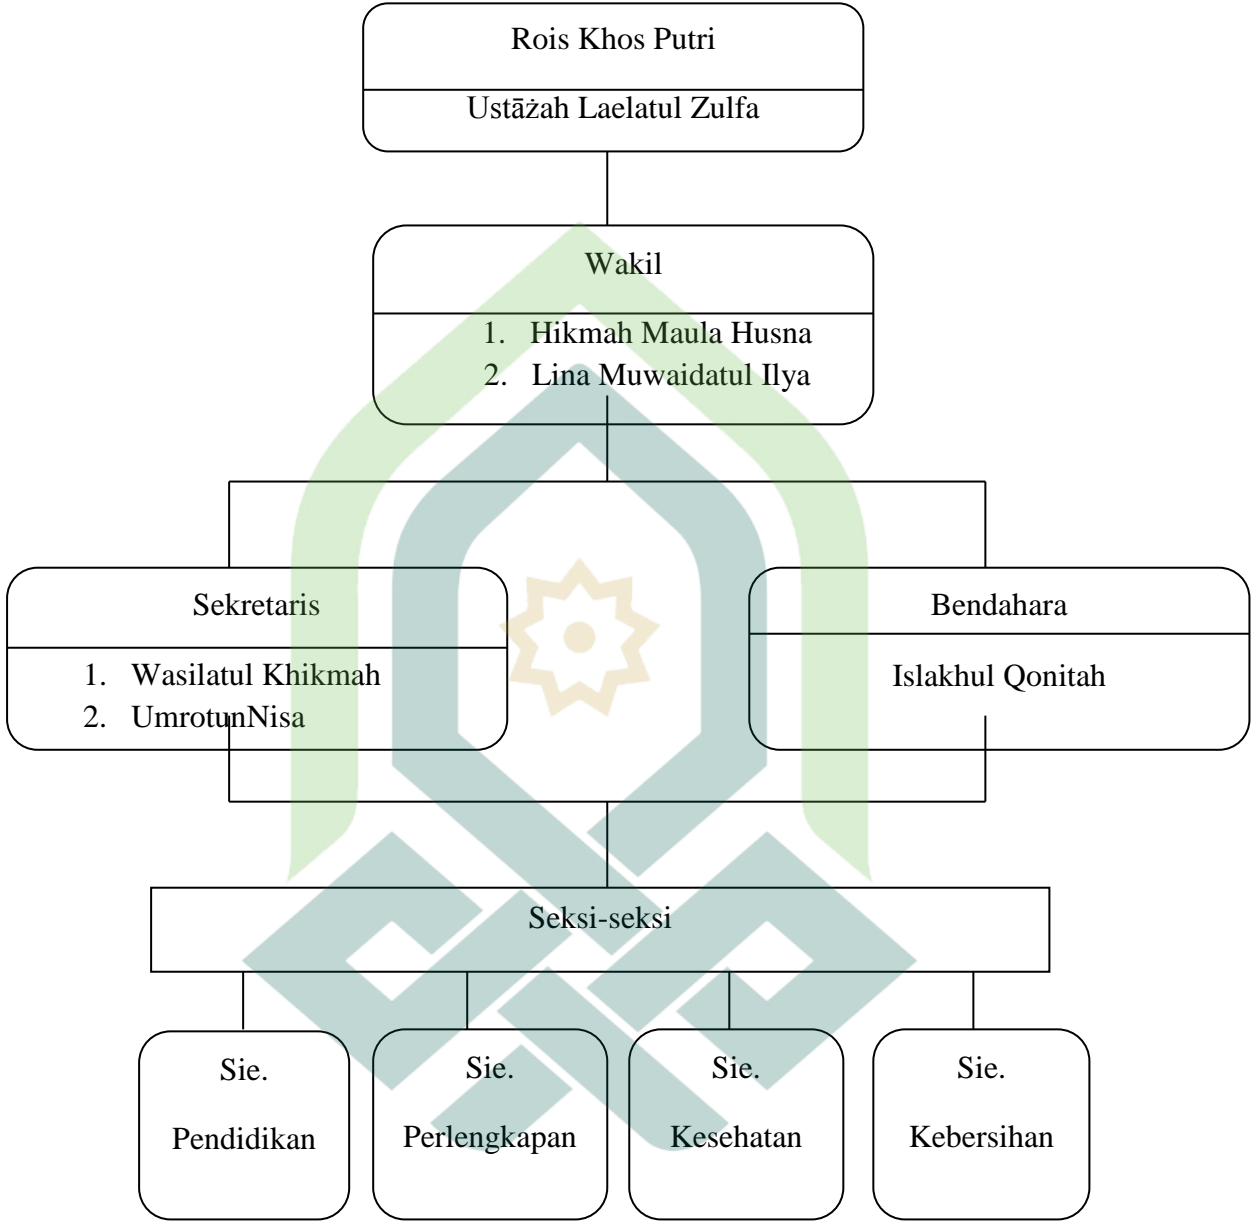 Rois Khos Putri
Ustāżah Laelatul Zulfa
Wakil
1. Hikmah Maula Husna
2. Lina Muwaidatul Ilya
Sekretaris
1. Wasilatul Khikmah
2. UmrotunNisa
Bendahara
Islakhul Qonitah
Seksi-seksi
Sie.
Pendidikan
Sie.
Perlengkapan
Sie.
Kesehatan
Sie.
Kebersihan